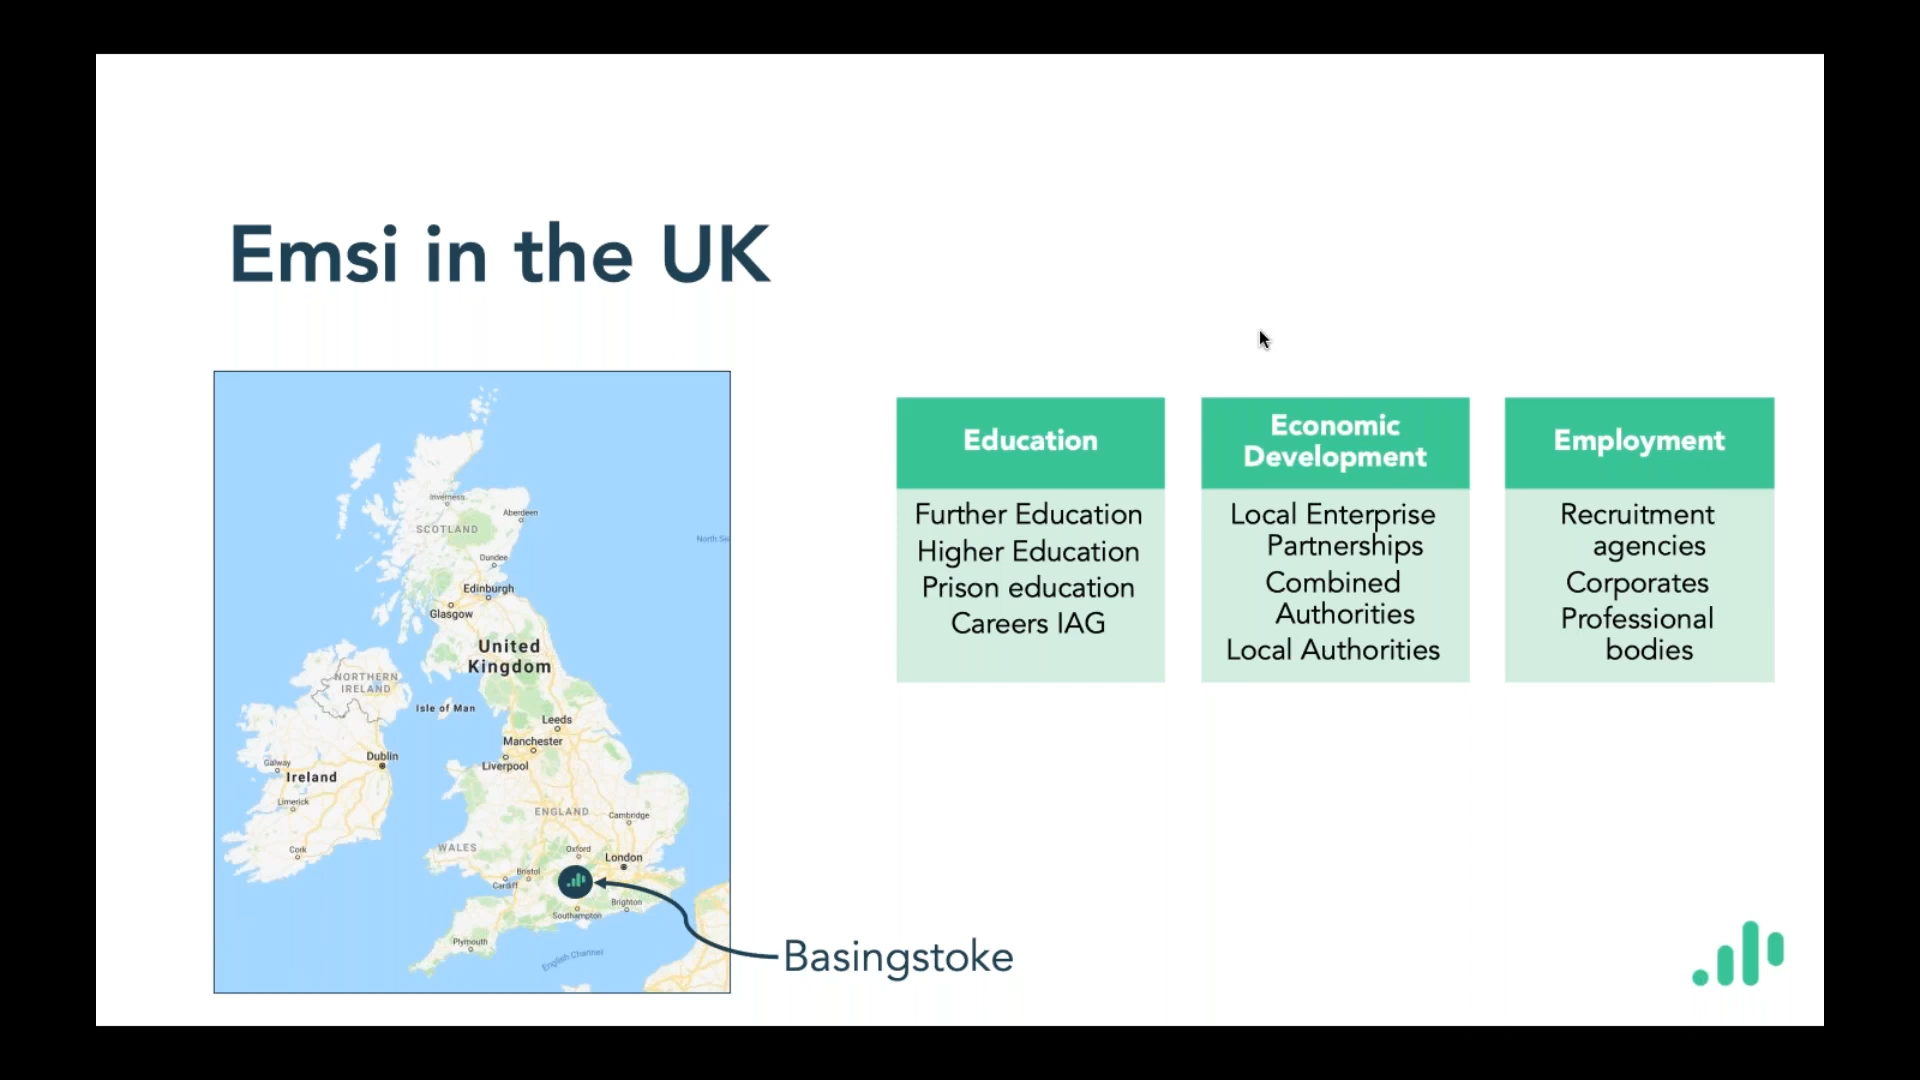 Emsi in the UK
Inverness
Aberdeen
SCOTLAND
North Se
Dundee
Edinburgh
Glasgow
United
Kingdom
NORTHERN
IRELAND
Isle of Man
Leeds
Manchester
Dublin
Liverpool
Galway
Ireland
Limerick
ENGLAND
Cambridge
Cork
WALES
Oxford
London
Bristol
Cardiff
Brighton
Southampton
Plymouth
English Channel
Basingstoke
Education
Further Education
Higher Education
Prison education
Careers IAG
Economic
Development
Local Enterprise
Partnerships
Combined
Authorities
Local Authorities
Employment
Recruitment
agencies
Corporates
Professional
bodies